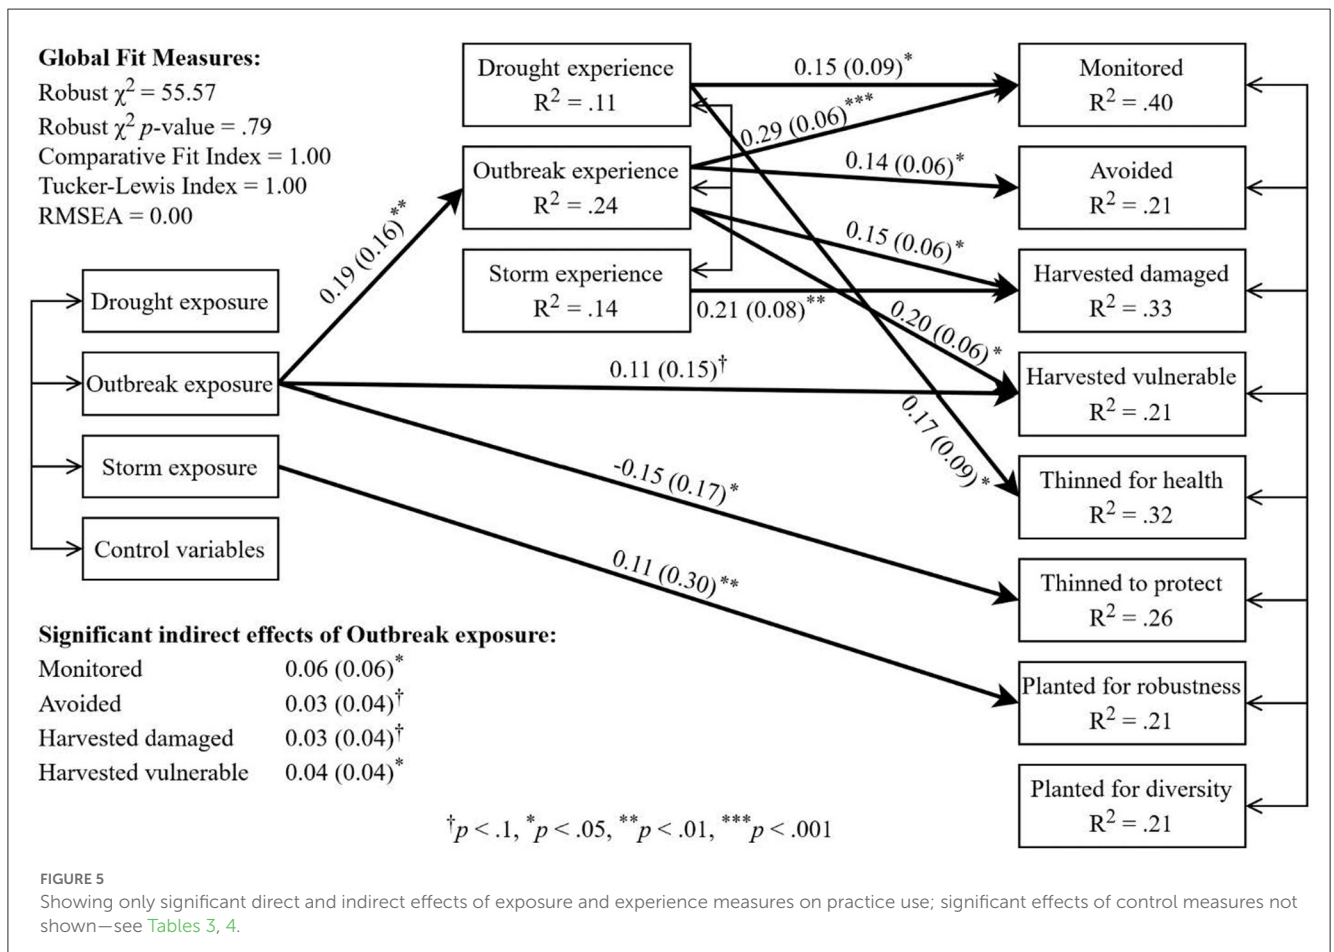 Global Fit Measures:
Robust χ² = 55.57
Robust χ² p-value = .79
Comparative Fit Index = 1.00
Tucker-Lewis Index = 1.00
RMSEA = 0.00
Drought exposure
Outbreak exposure
Storm exposure
Control variables
Drought experience
R² = .11
Outbreak experience
R² = .24
Storm experience
R² = .14
0.19 (0.16)**
0.15 (0.09)*
0.29 (0.06)***
0.14 (0.06)*
0.15 (0.06)*
0.21 (0.08)**
0.20 (0.06)*
0.11 (0.15)†
0.17 (0.09)*
-0.15 (0.17)*
0.11 (0.30)**
Monitored
R² = .40
Avoided
R² = .21
Harvested damaged
R² = .33
Harvested vulnerable
R² = .21
Thinned for health
R² = .32
Thinned to protect
R² = .26
Planted for robustness
R² = .21
Planted for diversity
R² = .21
Significant indirect effects of Outbreak exposure:
Monitored 0.06 (0.06)*
Avoided 0.03 (0.04)†
Harvested damaged 0.03 (0.04)†
Harvested vulnerable 0.04 (0.04)*
†p < .1, *p < .05, **p < .01, ***p < .001
FIGURE 5
Showing only significant direct and indirect effects of exposure and experience measures on practice use; significant effects of control measures not
shown—see Tables 3, 4.